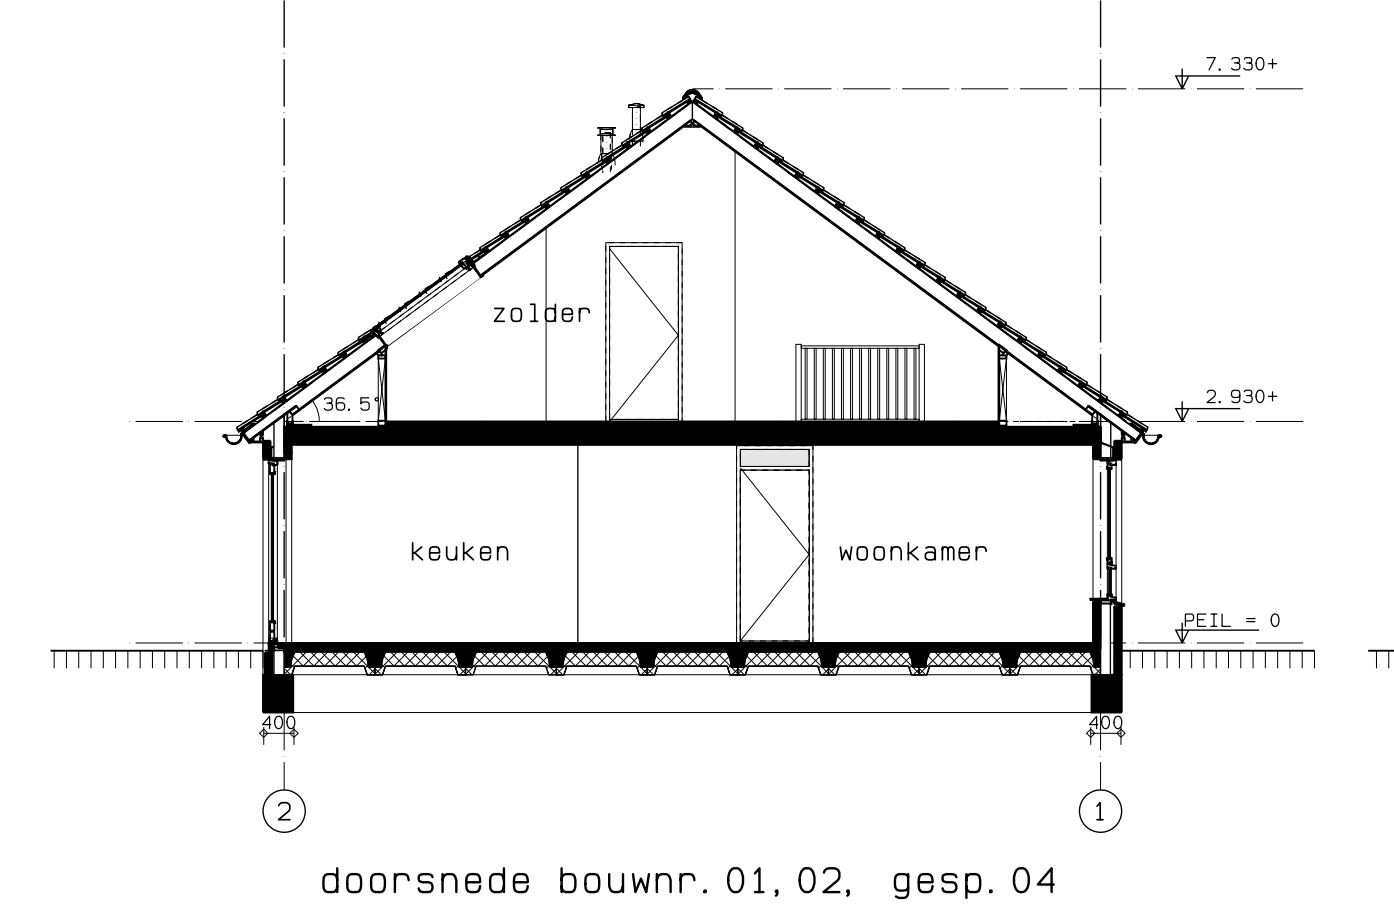 7.330+
zolder
36.5°
2.930+
keuken
woonkamer
PEIL = 0
400
400
2
1
doorsnede bouwnr. 01, 02, gesp. 04